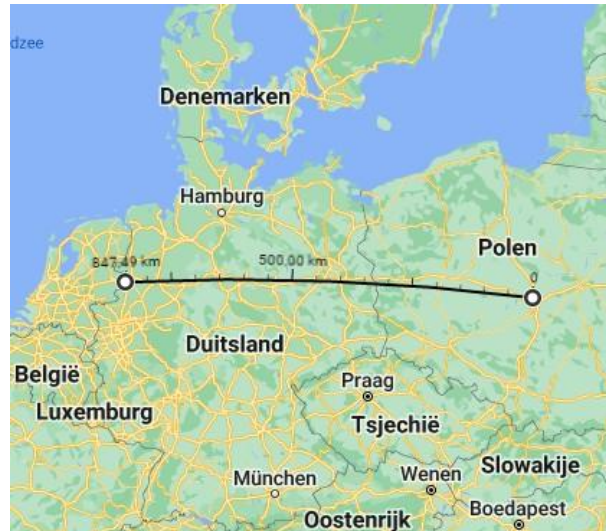 dzee
Denemarken
Hamburg
Polen
847,49 km
500,00 km
0
Duitsland
België
Luxemburg
Praag
Tsjechië
München
Wenen
Slowakije
Oostenrijk
Boedapest